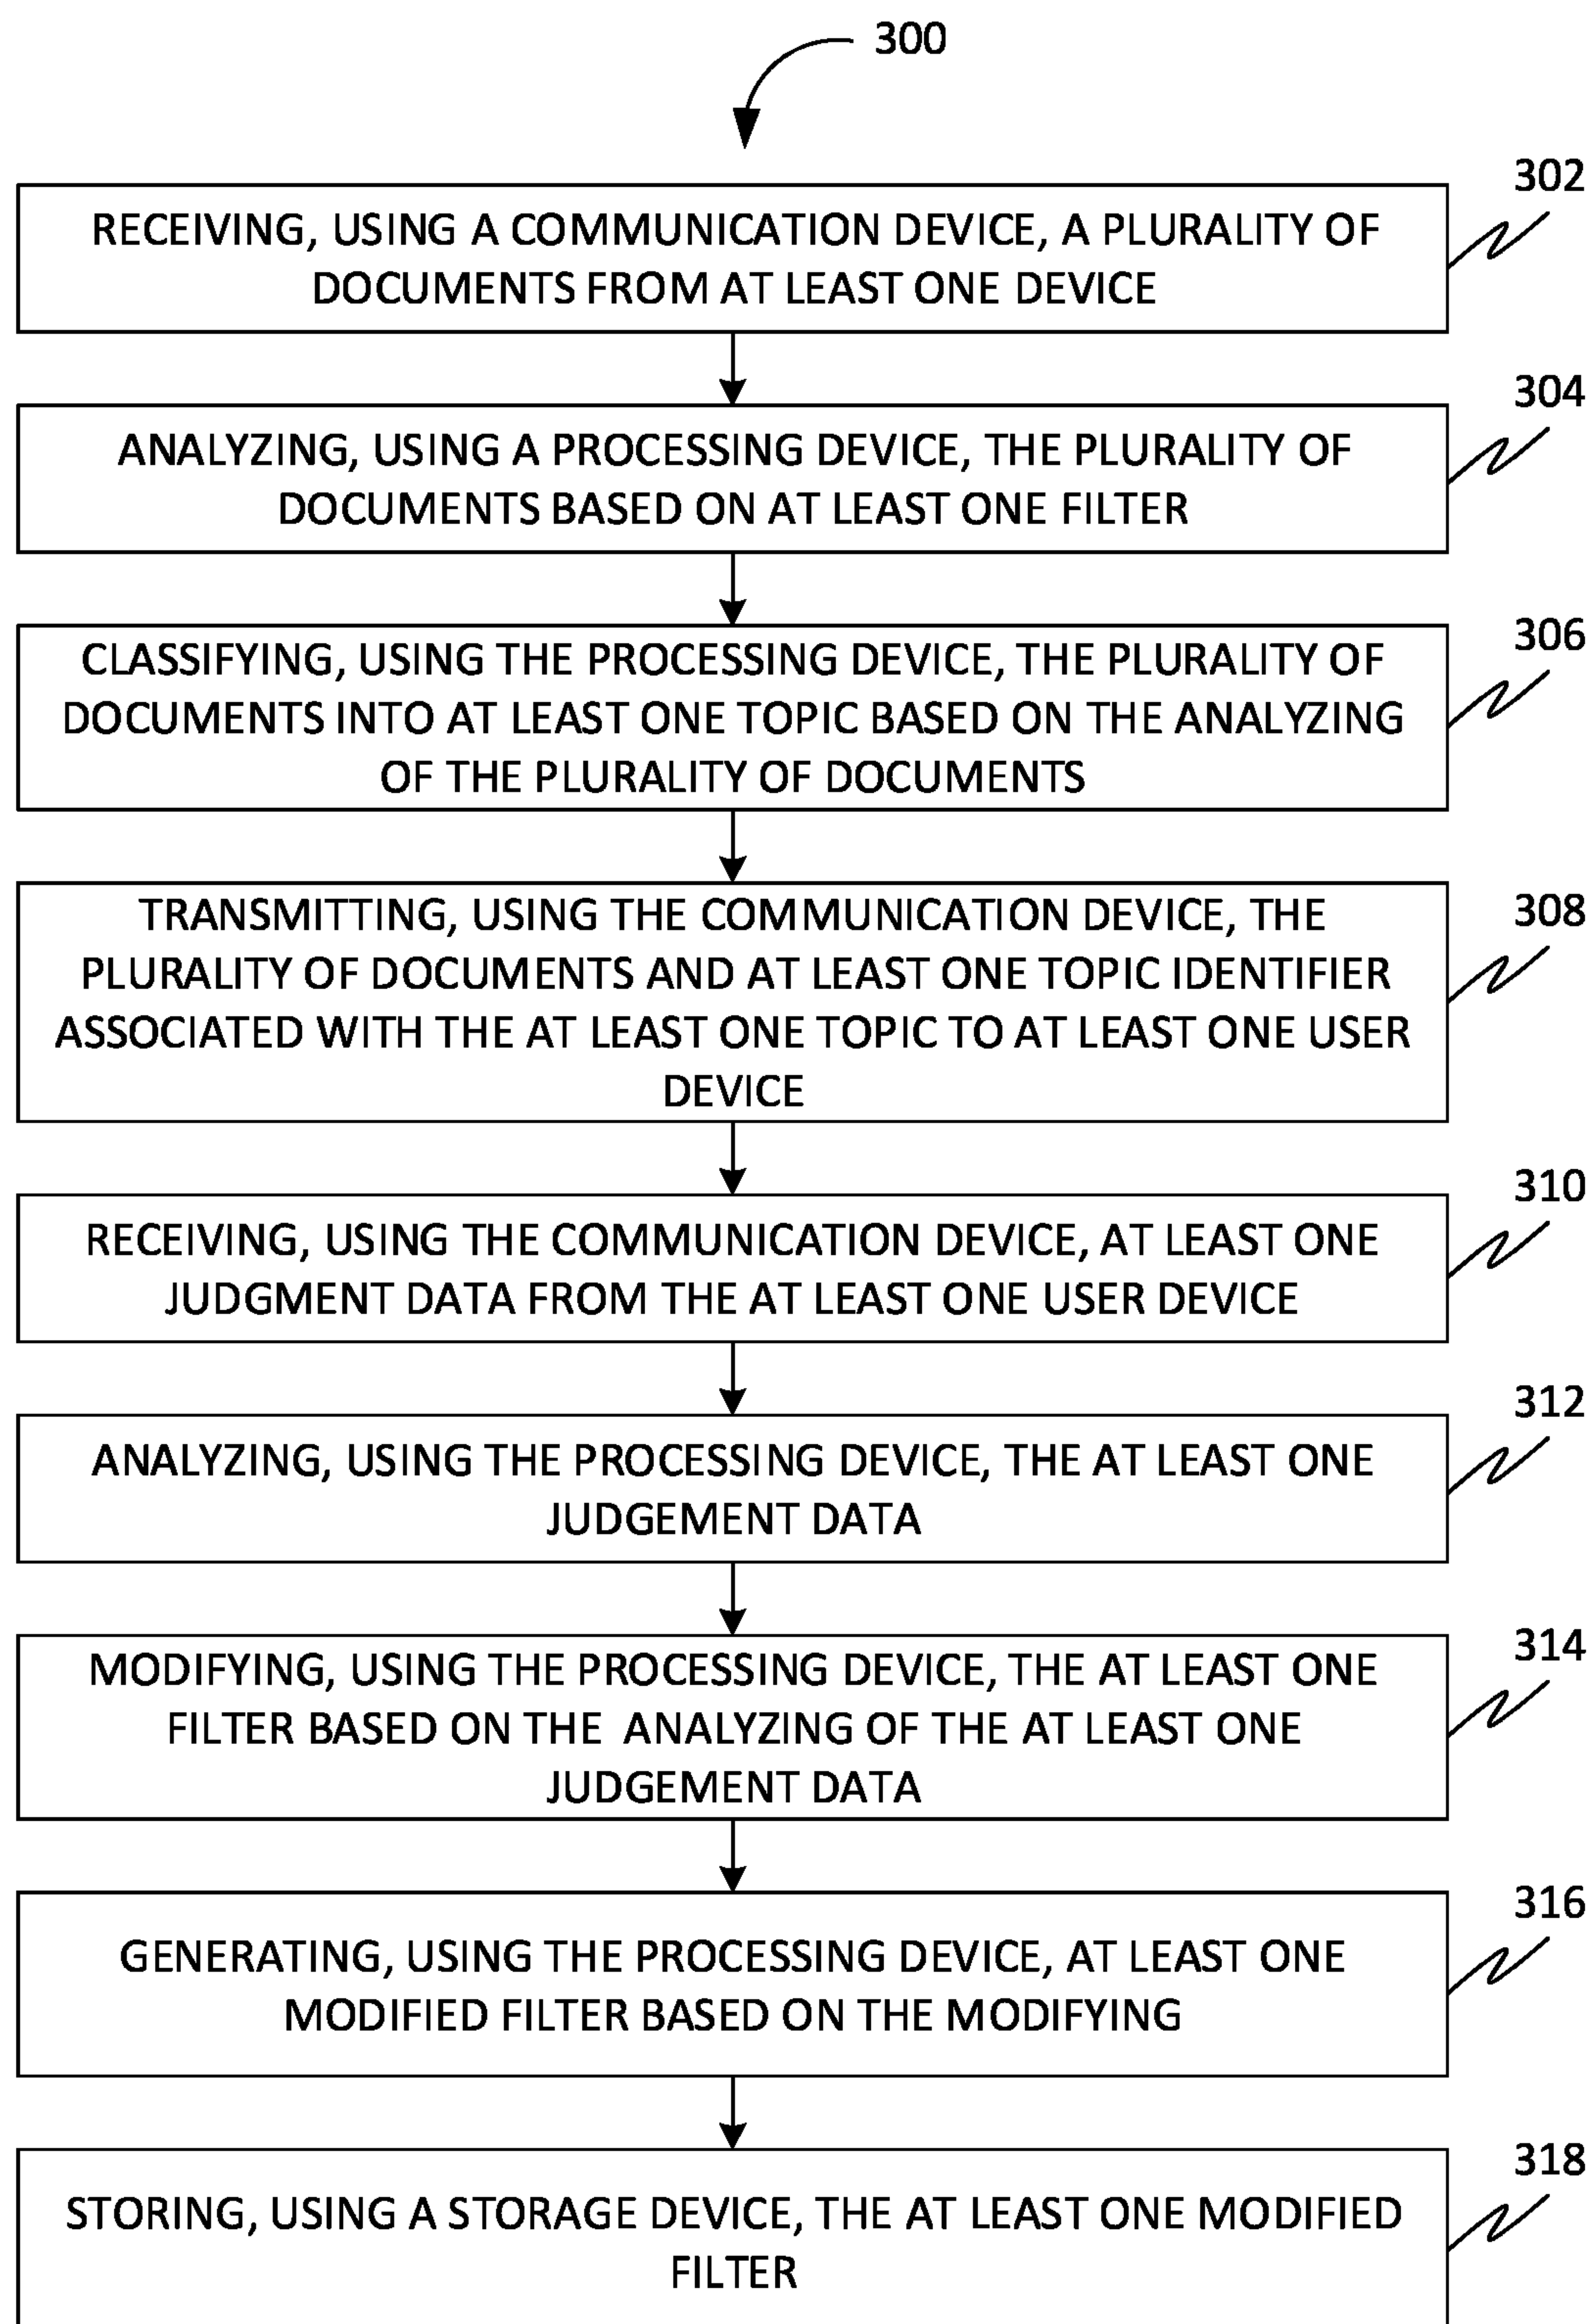 300
302
RECEIVING, USING A COMMUNICATION DEVICE, A PLURALITY OF
DOCUMENTS FROM AT LEAST ONE DEVICE
304
ANALYZING, USING A PROCESSING DEVICE, THE PLURALITY OF
DOCUMENTS BASED ON AT LEAST ONE FILTER
306
CLASSIFYING, USING THE PROCESSING DEVICE, THE PLURALITY OF
DOCUMENTS INTO AT LEAST ONE TOPIC BASED ON THE ANALYZING
OF THE PLURALITY OF DOCUMENTS
308
TRANSMITTING, USING THE COMMUNICATION DEVICE, THE
PLURALITY OF DOCUMENTS AND AT LEAST ONE TOPIC IDENTIFIER
ASSOCIATED WITH THE AT LEAST ONE TOPIC TO AT LEAST ONE USER
DEVICE
310
RECEIVING, USING THE COMMUNICATION DEVICE, AT LEAST ONE
JUDGMENT DATA FROM THE AT LEAST ONE USER DEVICE
312
ANALYZING, USING THE PROCESSING DEVICE, THE AT LEAST ONE
JUDGEMENT DATA
314
MODIFYING, USING THE PROCESSING DEVICE, THE AT LEAST ONE
FILTER BASED ON THE ANALYZING OF THE AT LEAST ONE
JUDGEMENT DATA
316
GENERATING, USING THE PROCESSING DEVICE, AT LEAST ONE
MODIFIED FILTER BASED ON THE MODIFYING
318
STORING, USING A STORAGE DEVICE, THE AT LEAST ONE MODIFIED
FILTER